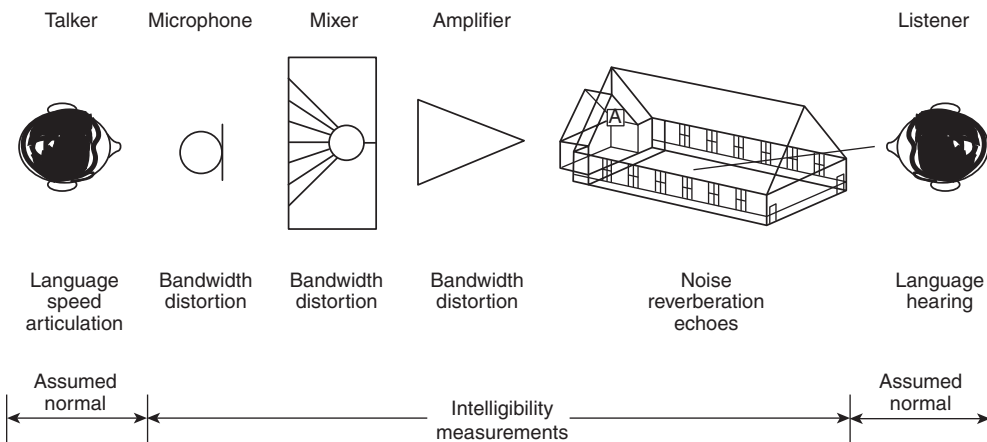 Talker
Microphone
Mixer
Amplifier
Listener
A
Language
speed
articulation
Bandwidth
distortion
Bandwidth
distortion
Bandwidth
distortion
Noise
reverberation
echoes
Language
hearing
Assumed
normal
Intelligibility
measurements
Assumed
normal